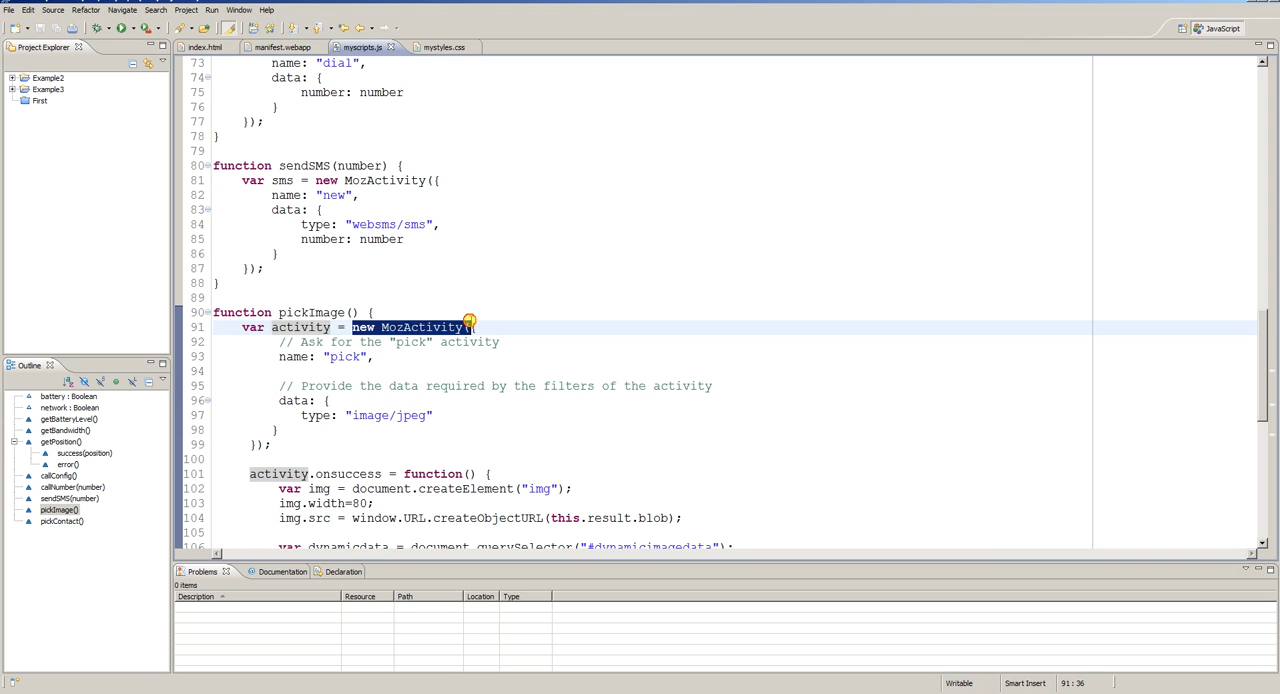 File Edit Source Refactor Navigate Search Project Run Window Help
JavaScript
Project Explorer
Example2
Example3
First
index.html manifest.webapp myscripts.js mystyles.css
73 name: "dial",
74 data: {
75 number: number
76 }
77 });
78 }
79
80 function sendSMS(number) {
81 var sms = new MozActivity({
82 name: "new",
83 data: {
84 type: "websms/sms",
85 number: number
86 }
87 });
88 }
89
90 function pickImage() {
91 var activity = new MozActivity({
92 // Ask for the "pick" activity
93 name: "pick",
94
95 // Provide the data required by the filters of the activity
96 data: {
97 type: "image/jpeg"
98 }
99 });
100
101 activity.onsuccess = function() {
102 var img = document.createElement("img");
103 img.width=80;
104 img.src = window.URL.createObjectURL(this.result.blob);
105
106 var dynamicdata = document.querySelector("#dynamicimagedata");
Outline
battery : Boolean
network : Boolean
getBatteryLevel()
getBandwidth()
getPosition()
success(position)
error()
callConfig()
callNumber(number)
sendSMS(number)
pickImage()
pickContact()
Problems Documentation Declaration
0 items
Description Resource Path Location Type
Writable Smart Insert 91 : 36